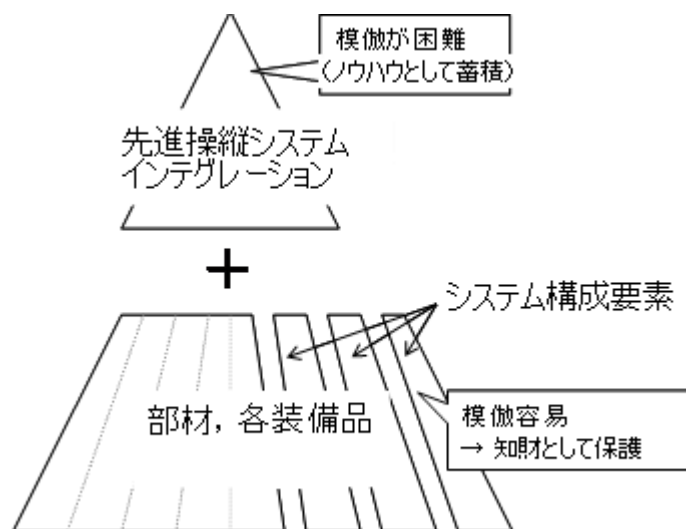 模倣が困難
(ノウハウとして蓄積)
先進操縦システム
インテグレーション
+
システム構成要素
部材, 各装備品
模倣容易
→ 知財として保護